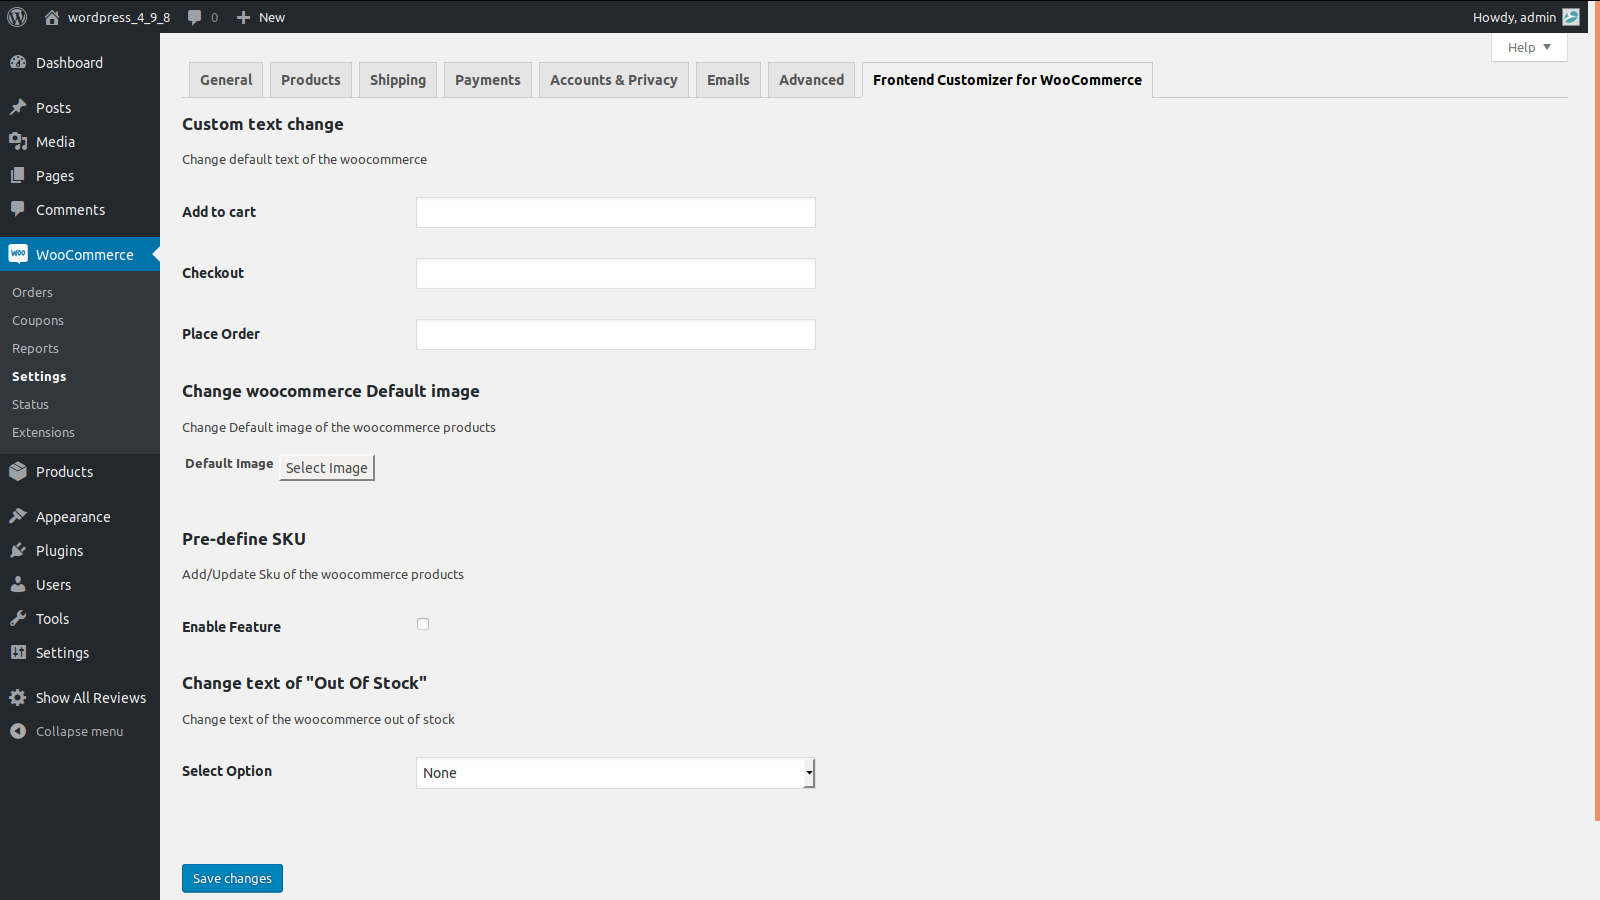 wordpress_4_9_8 0 New Howdy, admin
Help
Dashboard
Posts
Media
Pages
Comments
WOO WooCommerce
Orders
Coupons
Reports
Settings
Status
Extensions
Products
Appearance
Plugins
Users
Tools
Settings
Show All Reviews
Collapse menu
General Products Shipping Payments Accounts & Privacy Emails Advanced Frontend Customizer for WooCommerce
Custom text change
Change default text of the woocommerce
Add to cart
Checkout
Place Order
Change woocommerce Default image
Change Default image of the woocommerce products
Default Image Select Image
Pre-define SKU
Add/Update Sku of the woocommerce products
Enable Feature
Change text of "Out Of Stock"
Change text of the woocommerce out of stock
Select Option None
Save changes